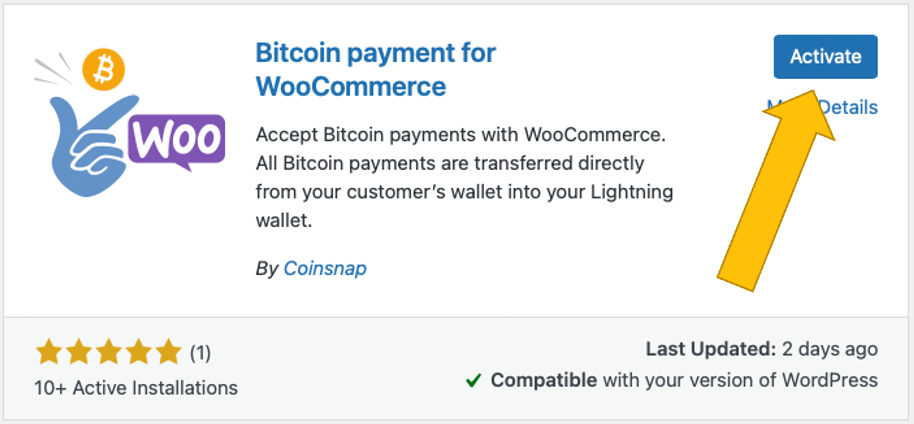 Bitcoin payment for
WooCommerce
Activate
Details
WOO
Accept Bitcoin payments with WooCommerce.
All Bitcoin payments are transferred directly
from your customer's wallet into your Lightning
wallet.
By Coinsnap
(1)
10+ Active Installations
Last Updated: 2 days ago
Compatible with your version of WordPress